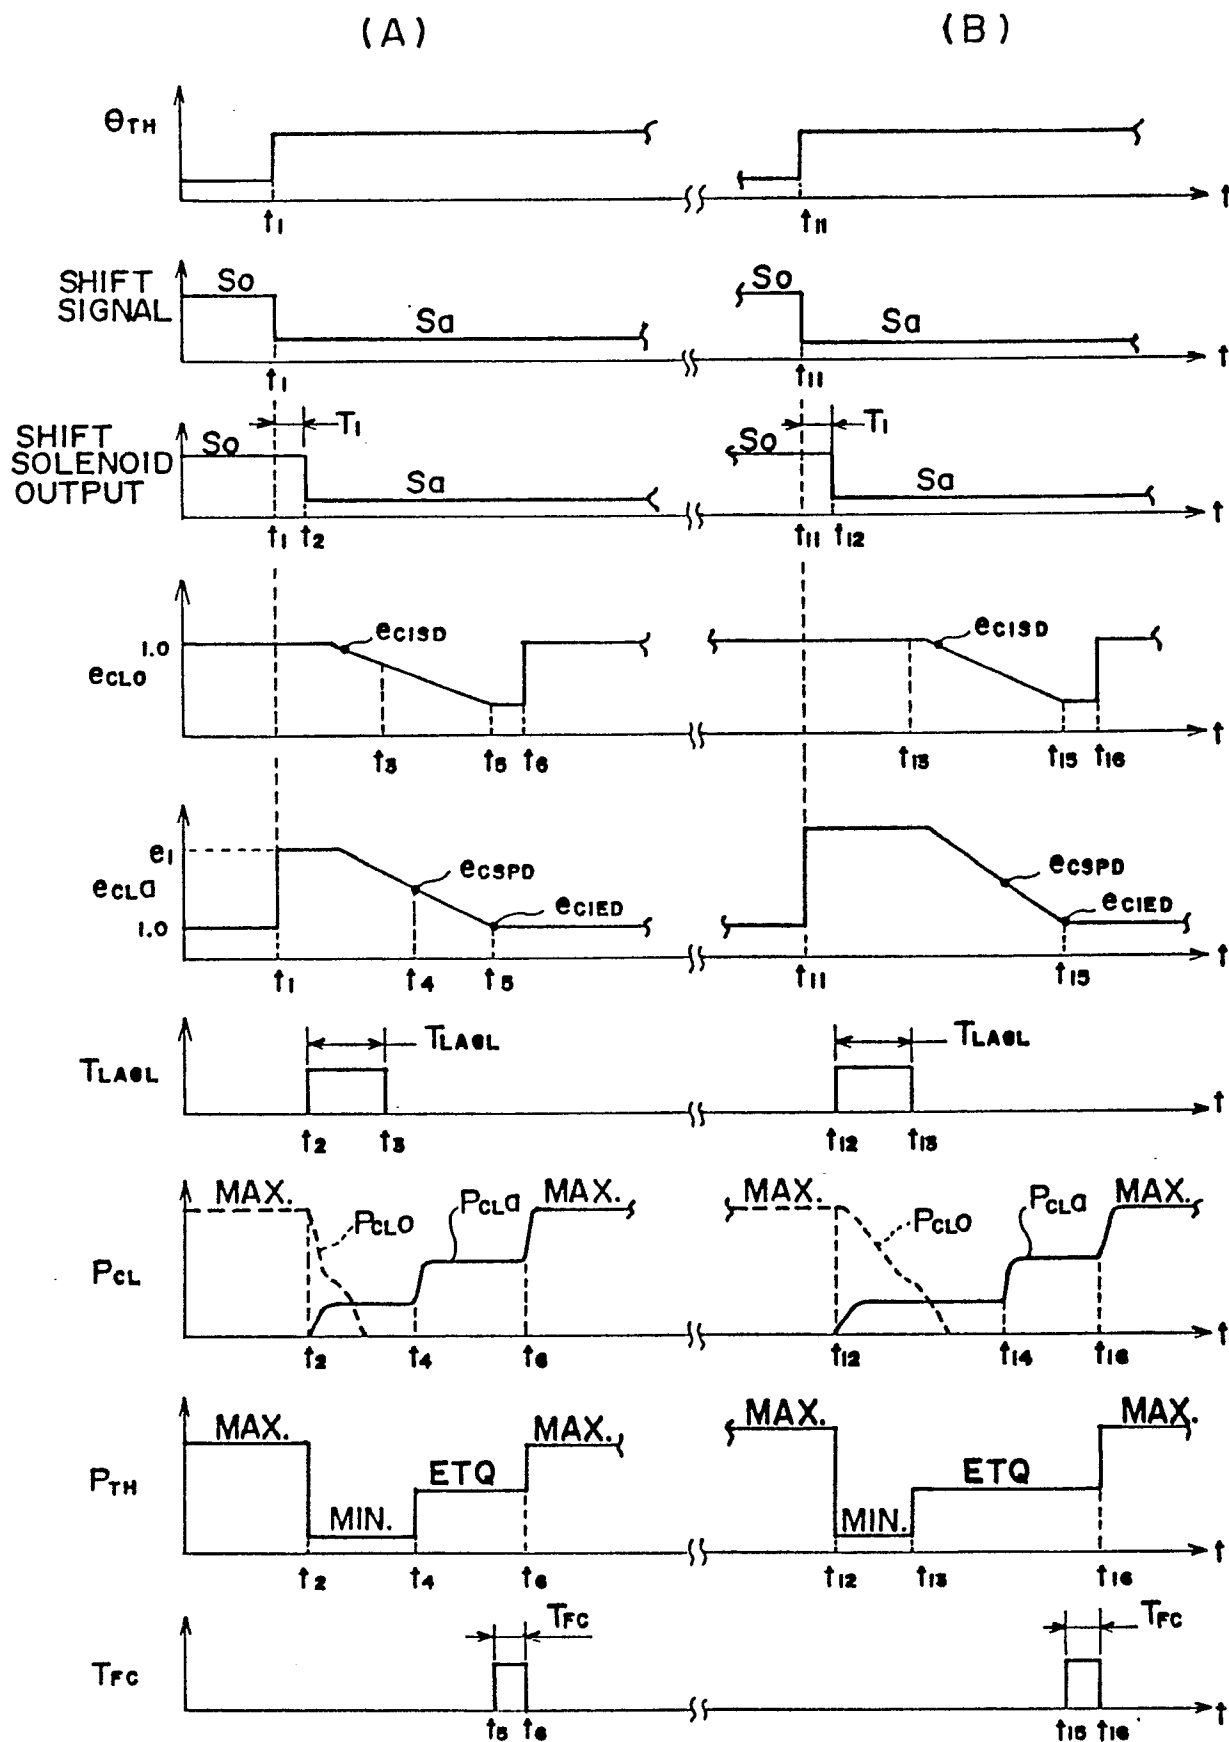 (A) (B)
θTH
t1 t11 t
SHIFT
SIGNAL
So Sa So Sa
t1 t11 t
SHIFT
SOLENOID
OUTPUT
So T1 Sa So T1 Sa
t1 t2 t11 t12 t
1.0
eCLO
eCISD eCISD
t3 t5 t6 t13 t15 t16 t
e1
eCLa
1.0
eCSPD eCIED eCSPD eCIED
t1 t4 t5 t11 t15 t
TLAGL
TLAGL TLAGL
t2 t3 t12 t13 t
PCL
MAX. PCLO PCLa MAX. MAX. PCLO PCLa MAX.
t2 t4 t6 t12 t14 t16 t
PTH
MAX. MIN. ETQ MAX. MAX. MIN. ETQ MAX.
t2 t4 t6 t12 t13 t16 t
TFC
TFC TFC
t5 t6 t15 t16 t